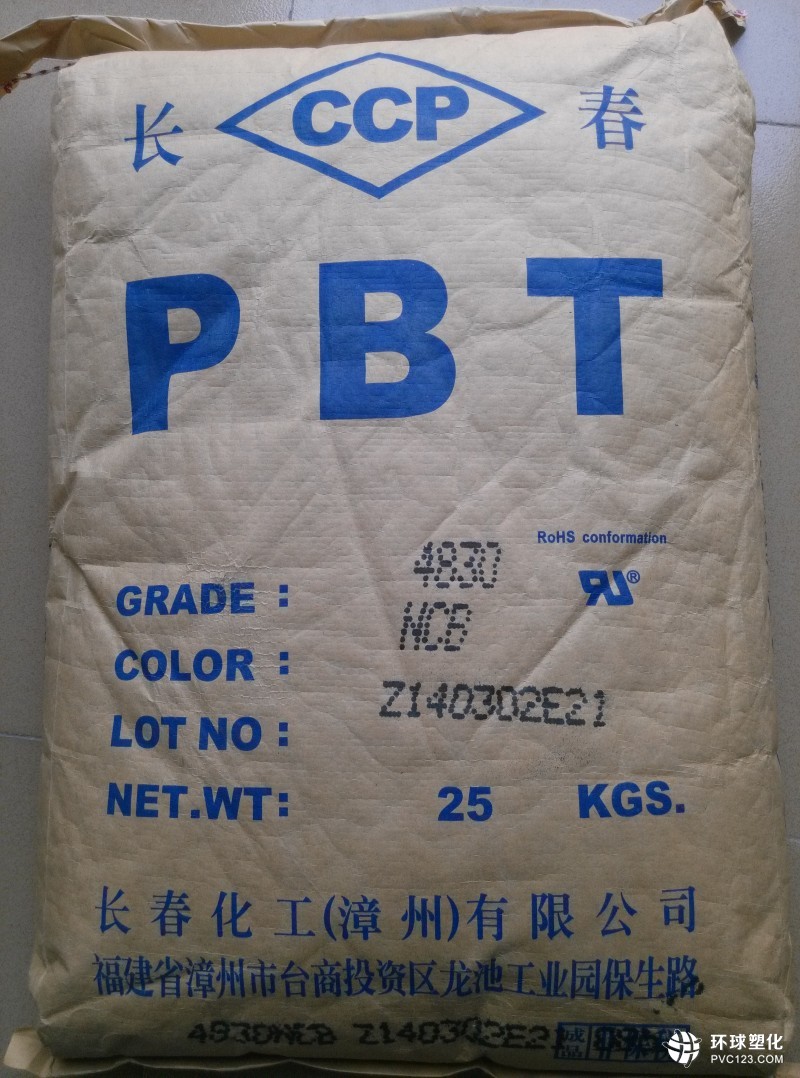 长 CCP 春
PBT
RoHS conformation
GRADE: 4830
COLOR: NCB
LOT NO: Z140302E21
NET.WT: 25 KGS.
长春化工(漳州)有限公司
福建省漳州市台商投资区龙池工业园保生路
4830NCB Z140302E21
环球塑化
PVC123.COM